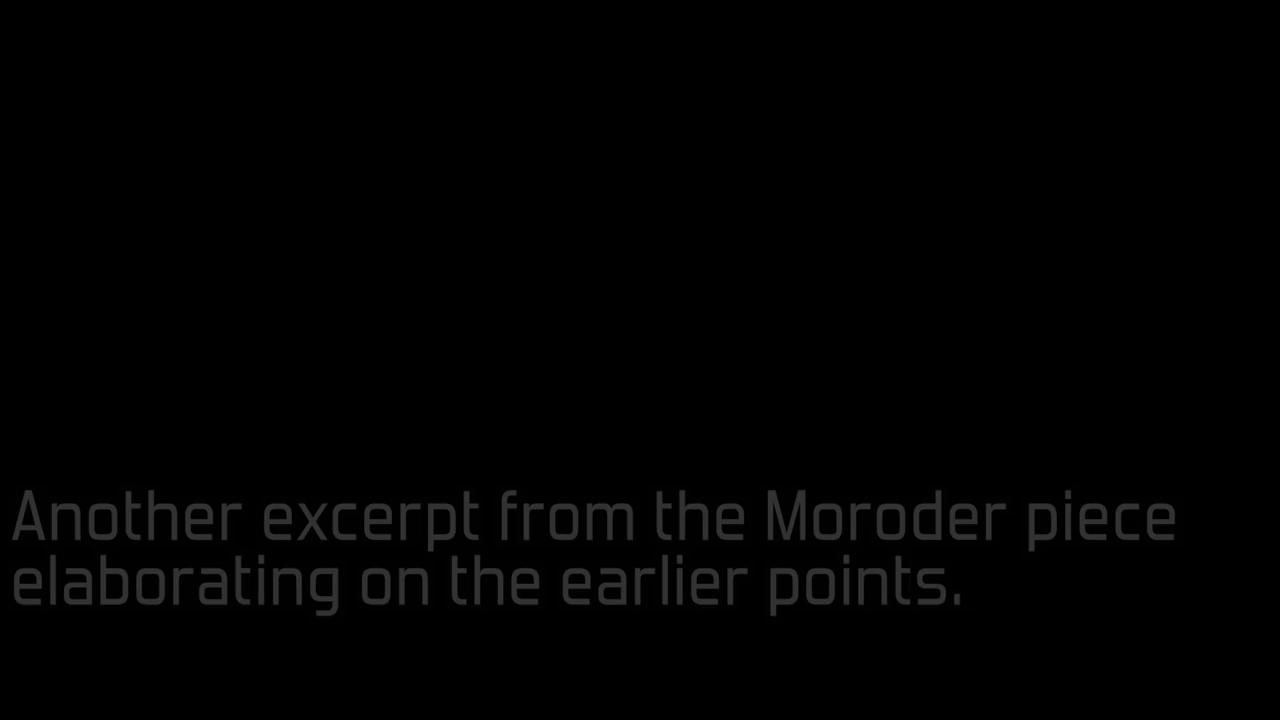 Another excerpt from the Moroder piece
elaborating on the earlier points.